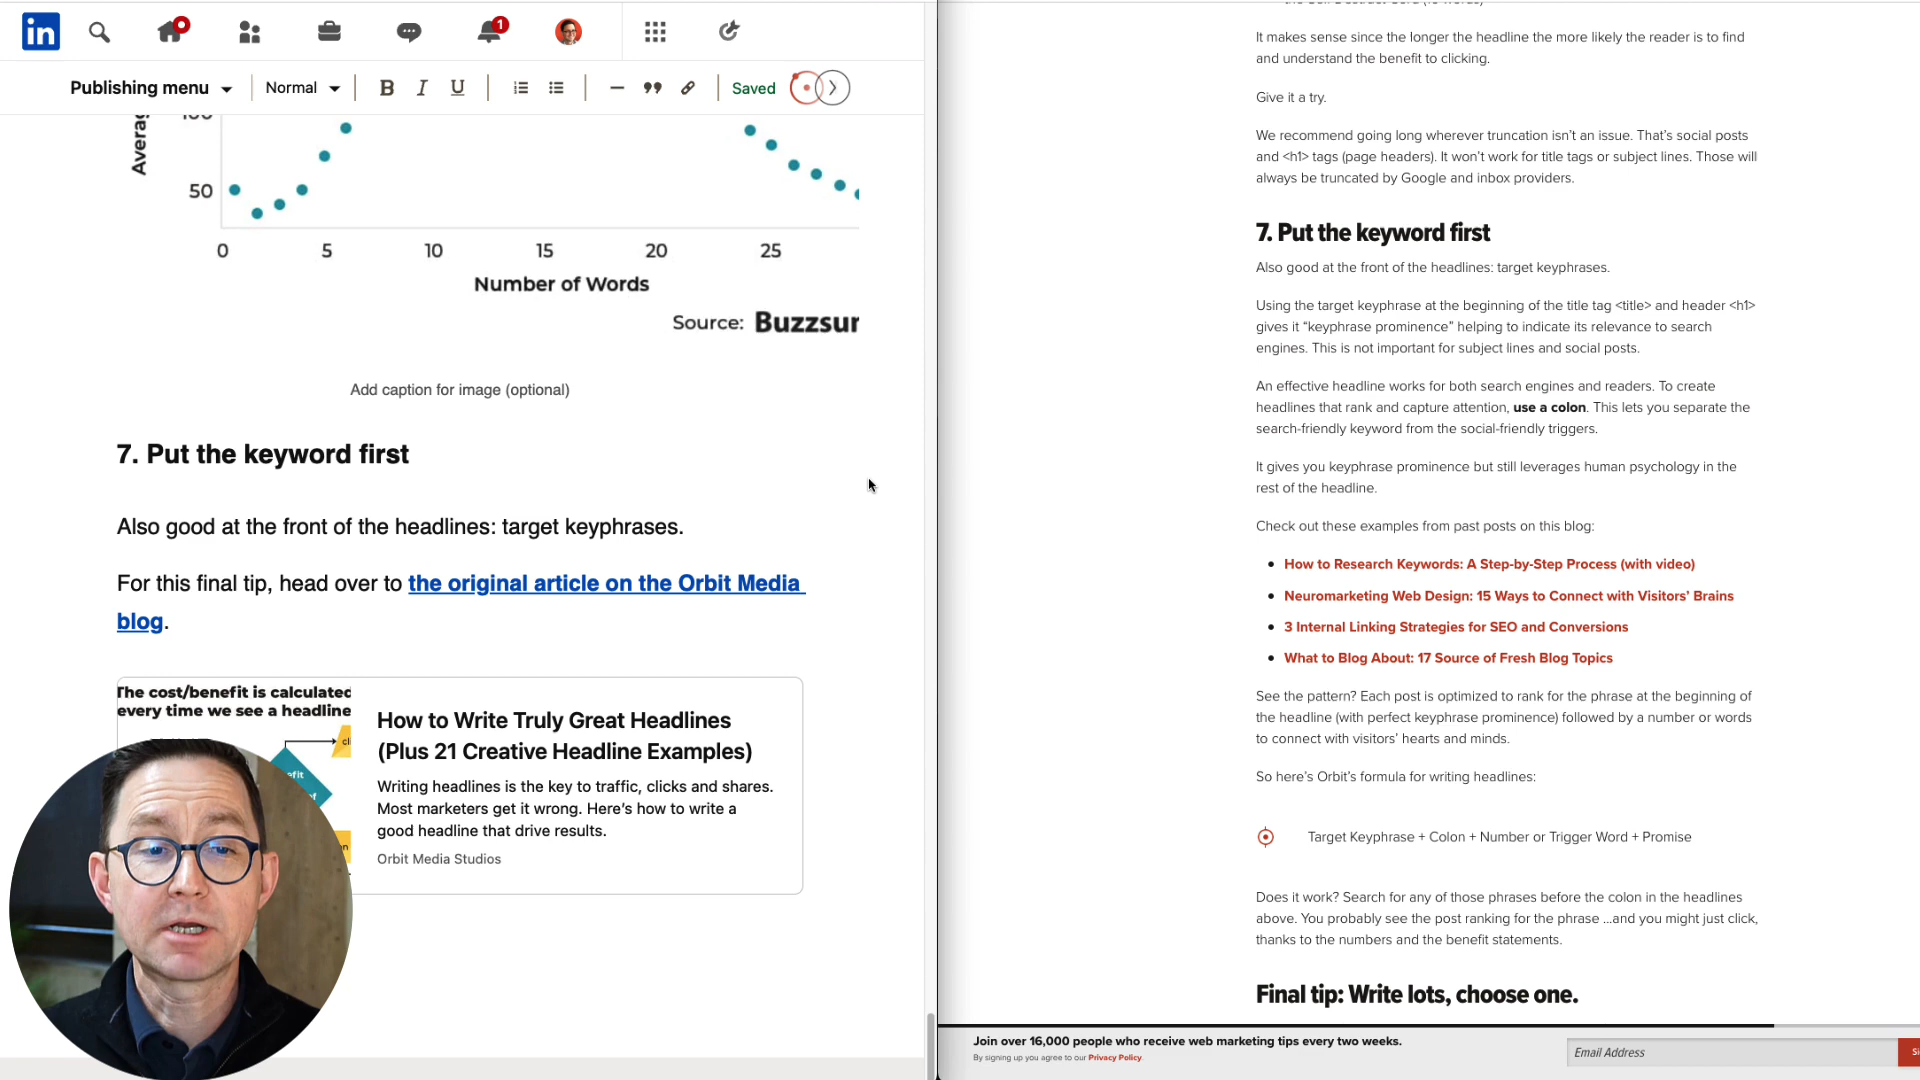 in
1
Publishing menu
Normal
B I U
Saved
Averag
50
0 5 10 15 20 25
Number of Words
Source: Buzzsur
Add caption for image (optional)
7. Put the keyword first
Also good at the front of the headlines: target keyphrases.
For this final tip, head over to the original article on the Orbit Media
blog.
The cost/benefit is calculated
every time we see a headline
How to Write Truly Great Headlines
(Plus 21 Creative Headline Examples)
Writing headlines is the key to traffic, clicks and shares.
Most marketers get it wrong. Here's how to write a
good headline that drive results.
Orbit Media Studios
It makes sense since the longer the headline the more likely the reader is to find
and understand the benefit to clicking.
Give it a try.
We recommend going long wherever truncation isn't an issue. That's social posts
and <h1> tags (page headers). It won't work for title tags or subject lines. Those will
always be truncated by Google and inbox providers.
7. Put the keyword first
Also good at the front of the headlines: target keyphrases.
Using the target keyphrase at the beginning of the title tag <title> and header <h1>
gives it “keyphrase prominence” helping to indicate its relevance to search
engines. This is not important for subject lines and social posts.
An effective headline works for both search engines and readers. To create
headlines that rank and capture attention, use a colon. This lets you separate the
search-friendly keyword from the social-friendly triggers.
It gives you keyphrase prominence but still leverages human psychology in the
rest of the headline.
Check out these examples from past posts on this blog:
How to Research Keywords: A Step-by-Step Process (with video)
Neuromarketing Web Design: 15 Ways to Connect with Visitors’ Brains
3 Internal Linking Strategies for SEO and Conversions
What to Blog About: 17 Source of Fresh Blog Topics
See the pattern? Each post is optimized to rank for the phrase at the beginning of
the headline (with perfect keyphrase prominence) followed by a number or words
to connect with visitors’ hearts and minds.
So here’s Orbit’s formula for writing headlines:
Target Keyphrase + Colon + Number or Trigger Word + Promise
Does it work? Search for any of those phrases before the colon in the headlines
above. You probably see the post ranking for the phrase ...and you might just click,
thanks to the numbers and the benefit statements.
Final tip: Write lots, choose one.
Join over 16,000 people who receive web marketing tips every two weeks.
By signing up you agree to our Privacy Policy
Email Address